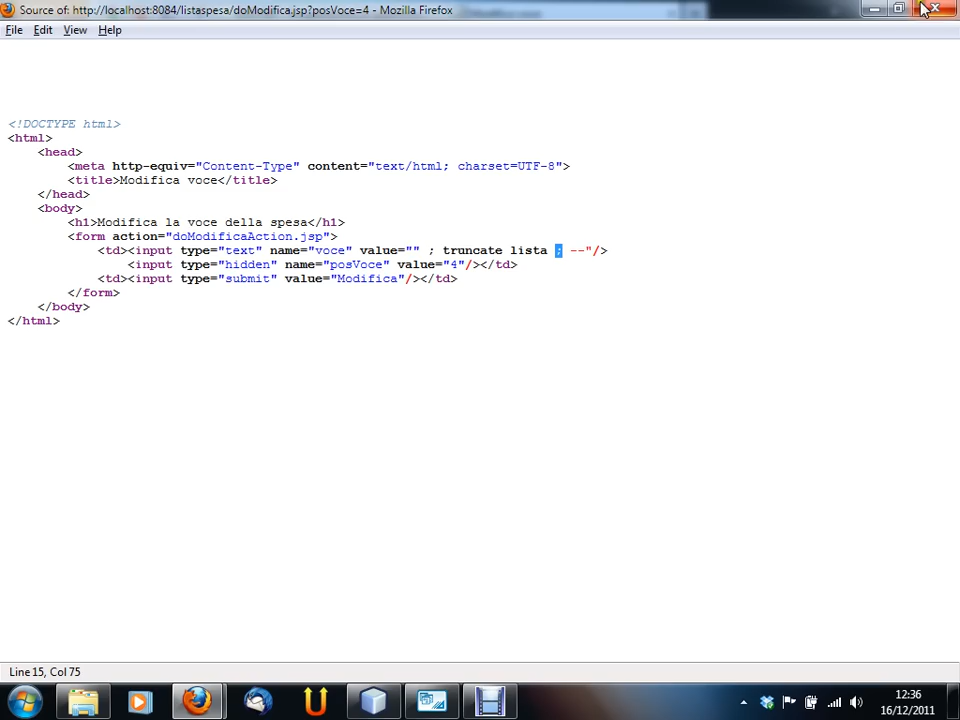 Source of: http://localhost:8084/listaspesa/doModifica.jsp?posVoce=4 - Mozilla Firefox
File Edit View Help
<!DOCTYPE html>
<html>
<head>
<meta http-equiv="Content-Type" content="text/html; charset=UTF-8">
<title>Modifica voce</title>
</head>
<body>
<h1>Modifica la voce della spesa</h1>
<form action="doModificaAction.jsp">
<td><input type="text" name="voce" value="" ; truncate lista ; --"/>
<input type="hidden" name="posVoce" value="4"/></td>
<td><input type="submit" value="Modifica"/></td>
</form>
</body>
</html>
Line 15, Col 75
12:36
16/12/2011